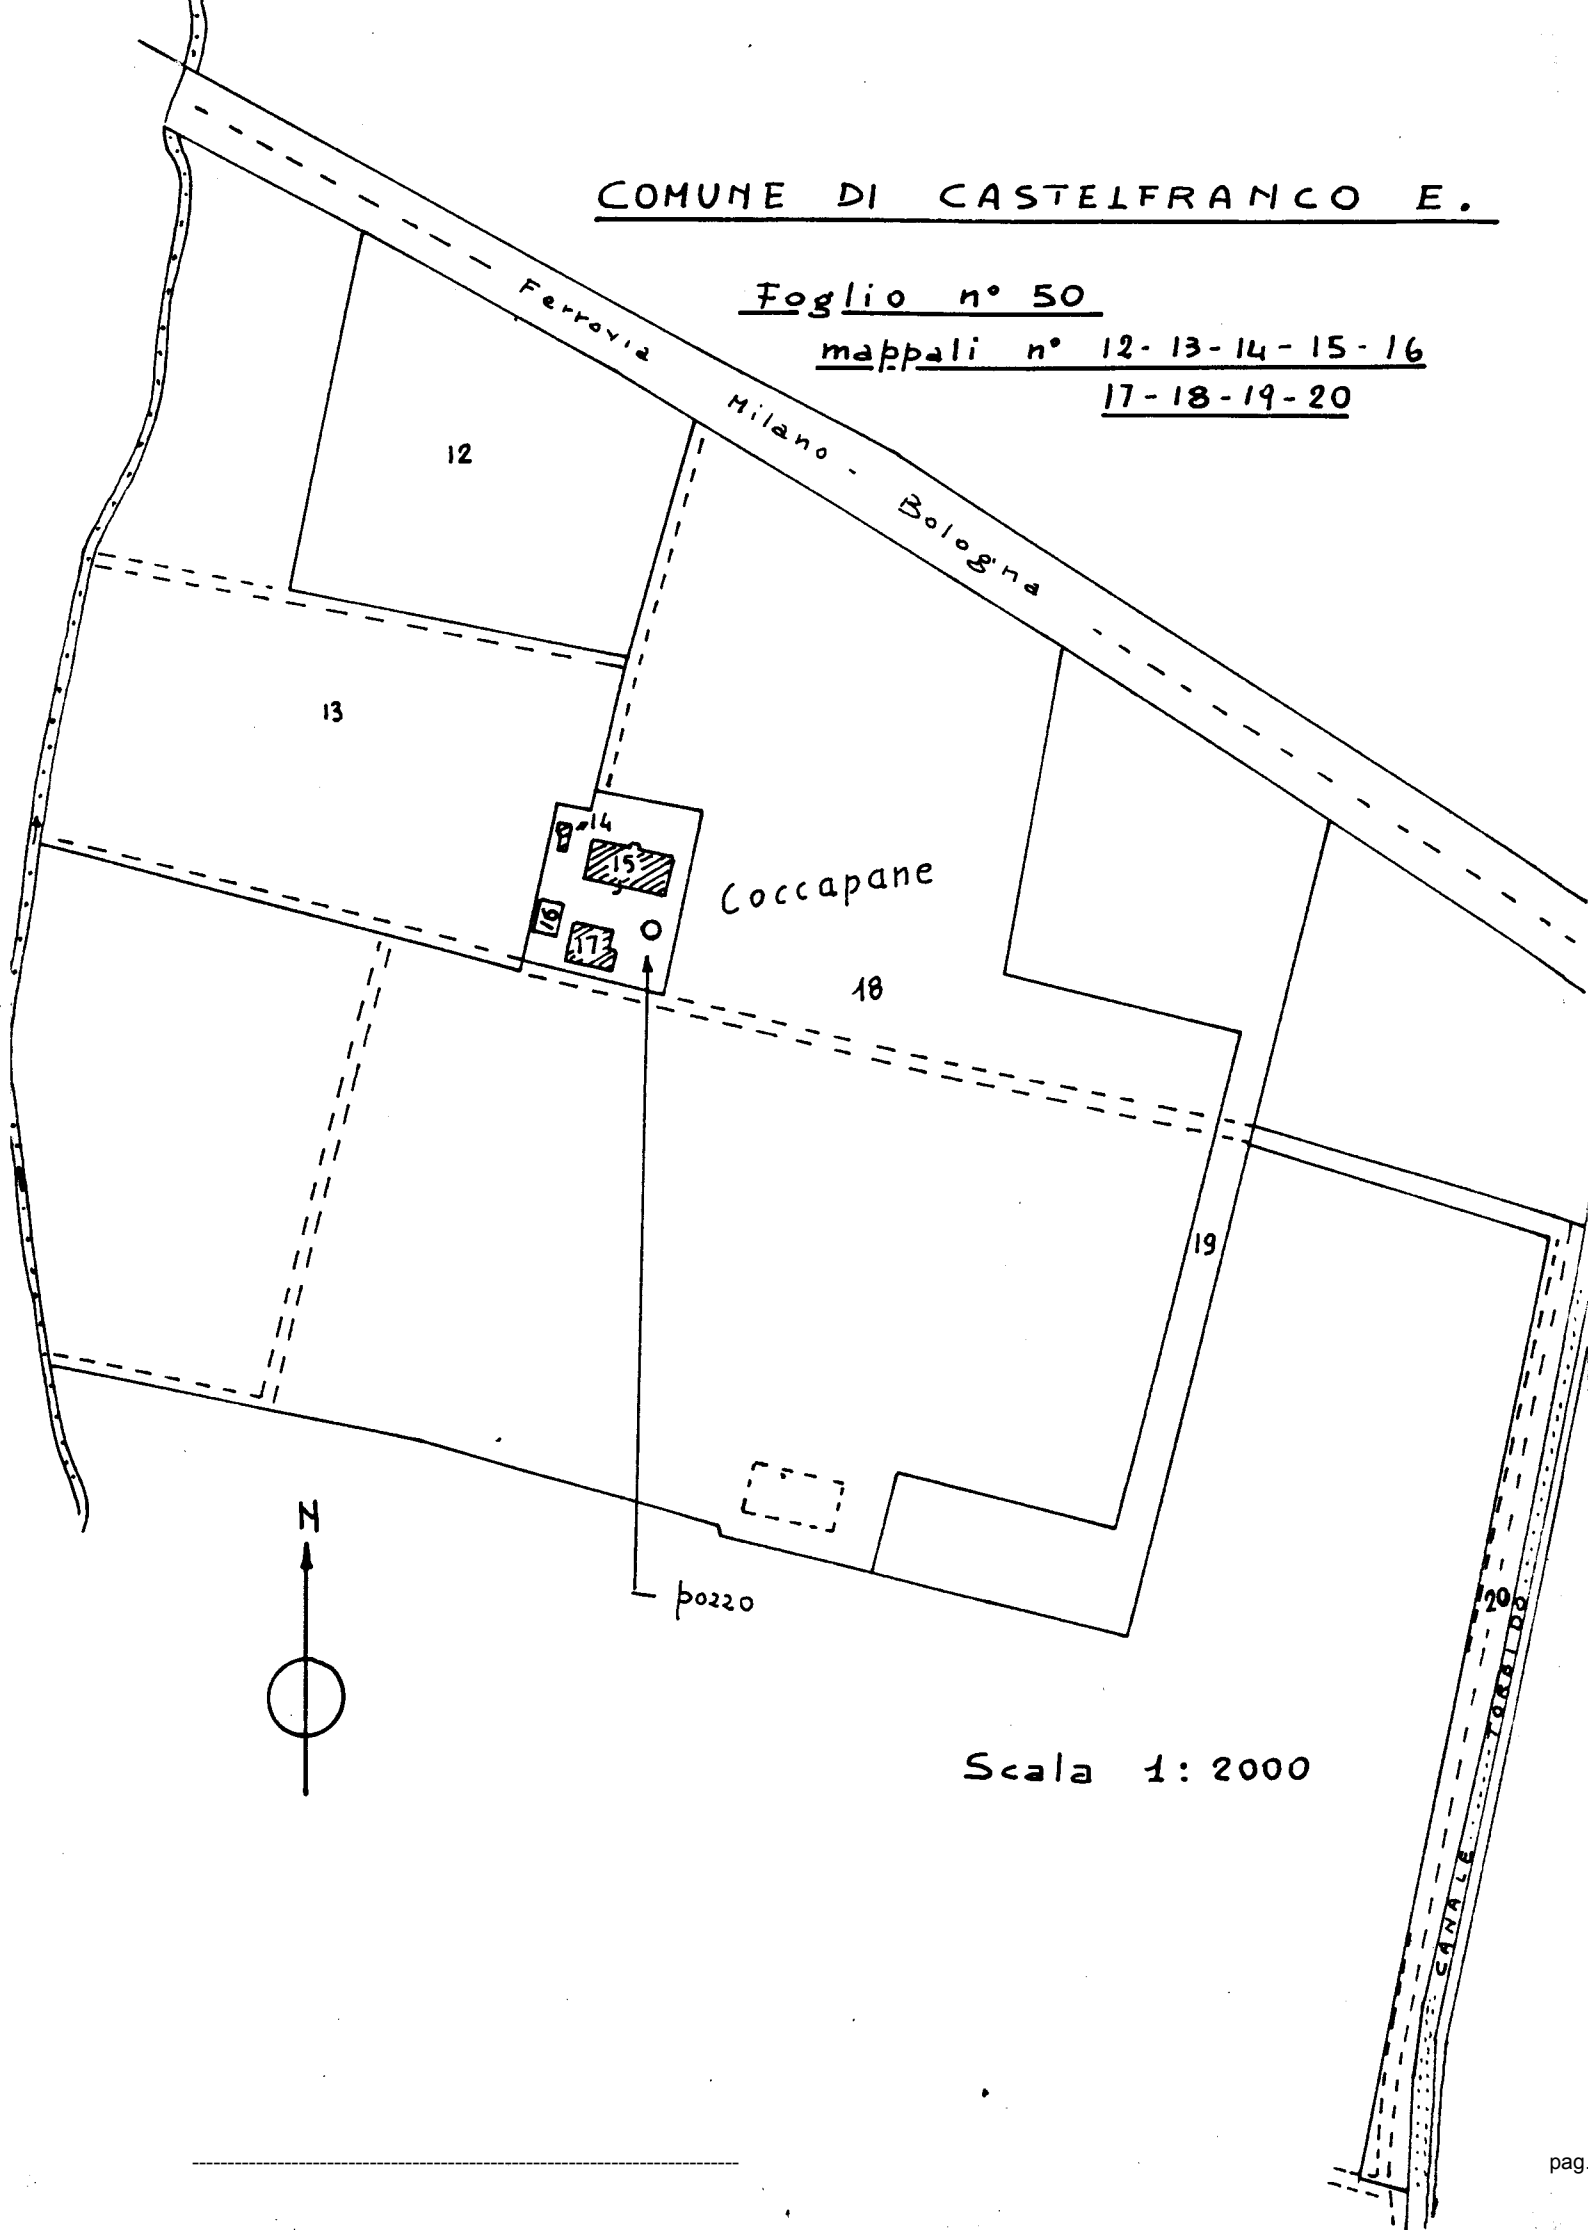 COMUNE DI CASTELFRANCO E.
Foglio n° 50
mappali n° 12-13-14-15-16
17-18-19-20
Ferrovia Milano - Bologna
12
13
14
15
Coccapane
16
17
18
19
pozzo
N
20
CANALE TORBIDO
Scala 1:2000
pag.